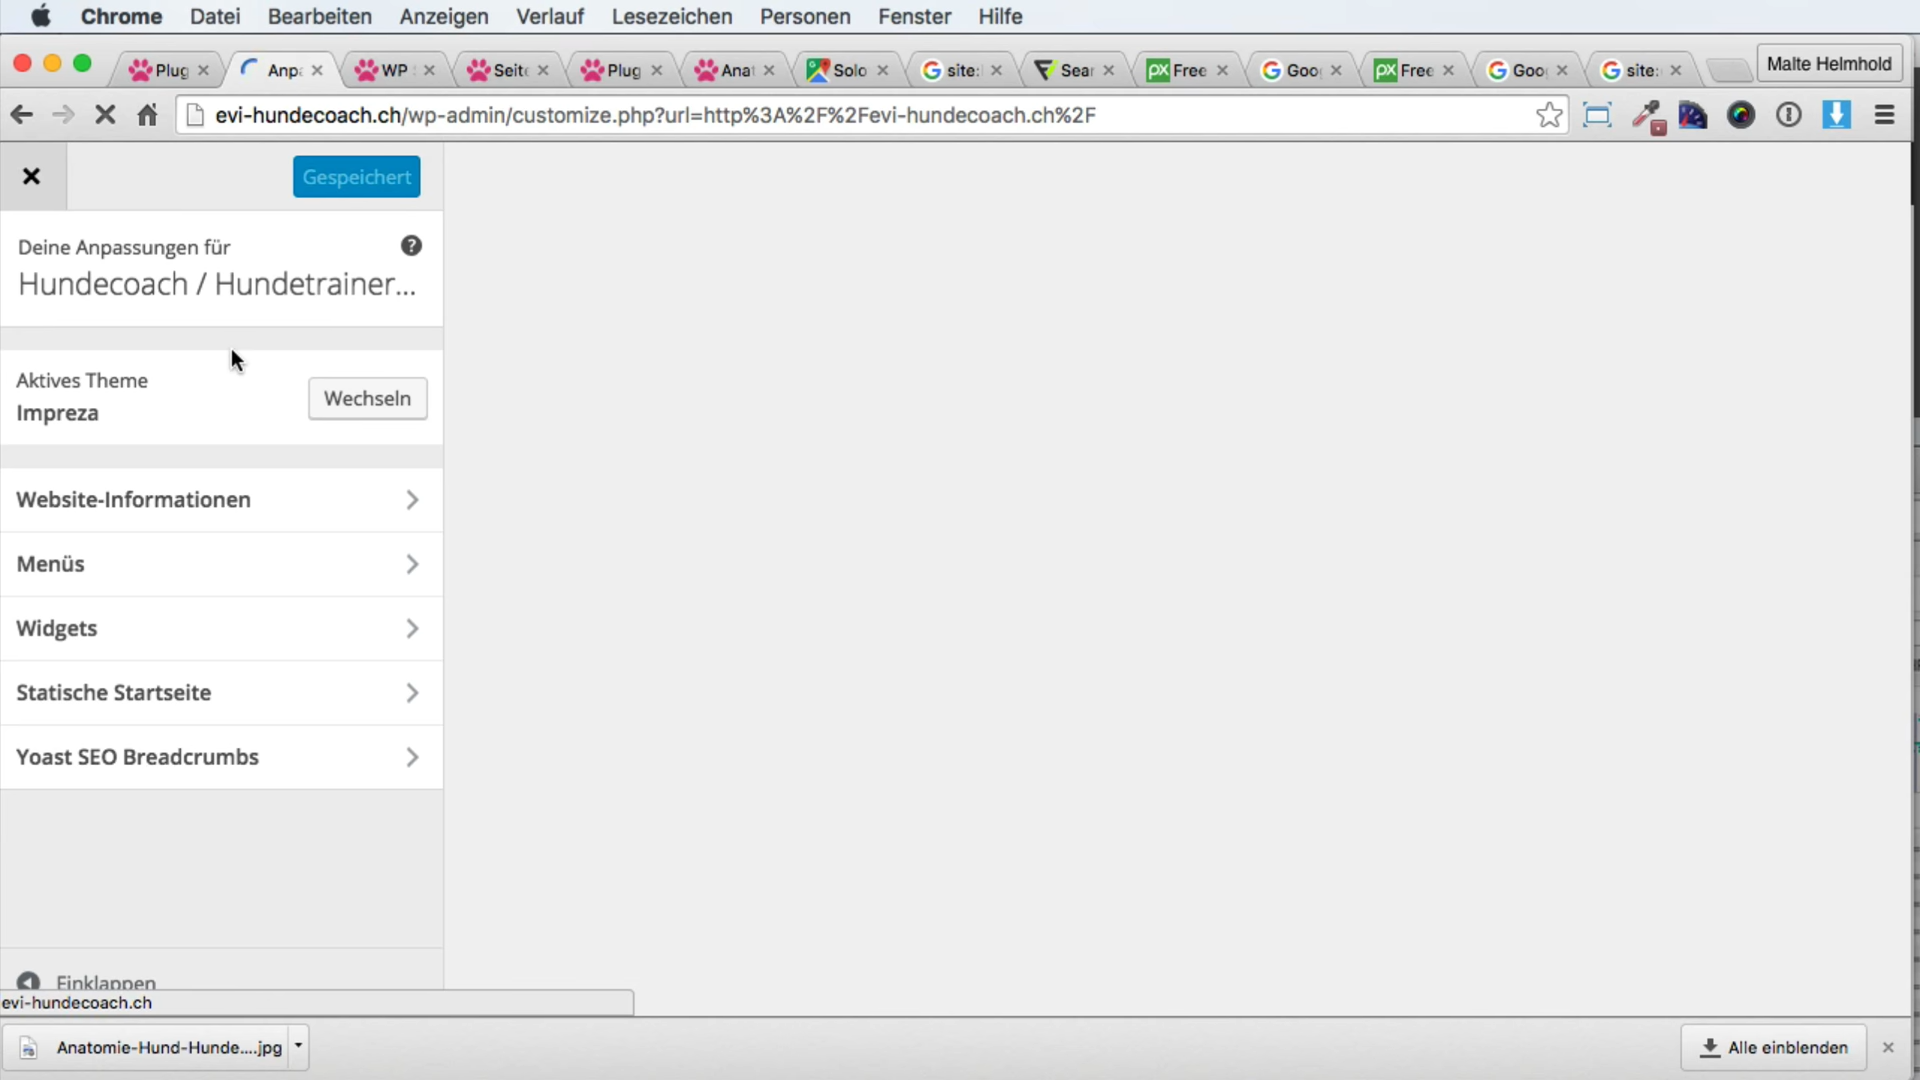 Chrome Datei Bearbeiten Anzeigen Verlauf Lesezeichen Personen Fenster Hilfe
Plug Anpa WP Seite Plug Anat Solo site: Sear Free Goo Free Goo site: Malte Helmhold
evi-hundecoach.ch/wp-admin/customize.php?url=http%3A%2F%2Fevi-hundecoach.ch%2F
Gespeichert
Deine Anpassungen für
Hundecoach / Hundetrainer...
Aktives Theme
Impreza
Wechseln
Website-Informationen
Menüs
Widgets
Statische Startseite
Yoast SEO Breadcrumbs
Einklappen
evi-hundecoach.ch
Anatomie-Hund-Hunde....jpg
Alle einblenden